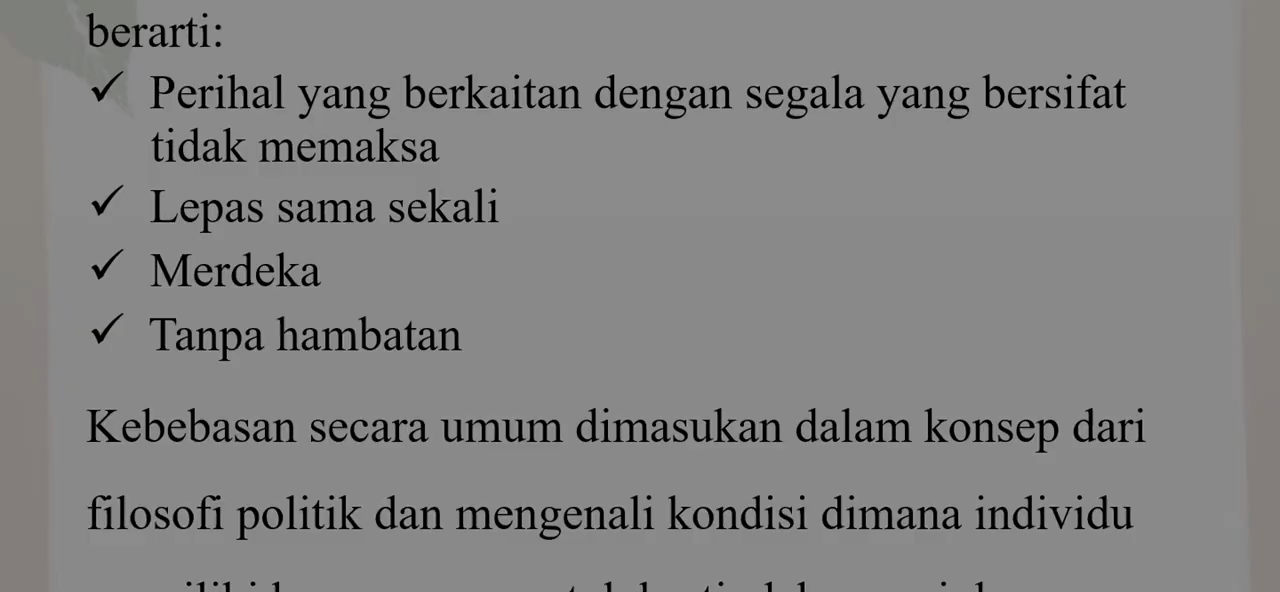 berarti:
✓ Perihal yang berkaitan dengan segala yang bersifat
tidak memaksa
✓ Lepas sama sekali
✓ Merdeka
✓ Tanpa hambatan
Kebebasan secara umum dimasukan dalam konsep dari
filosofi politik dan mengenali kondisi dimana individu